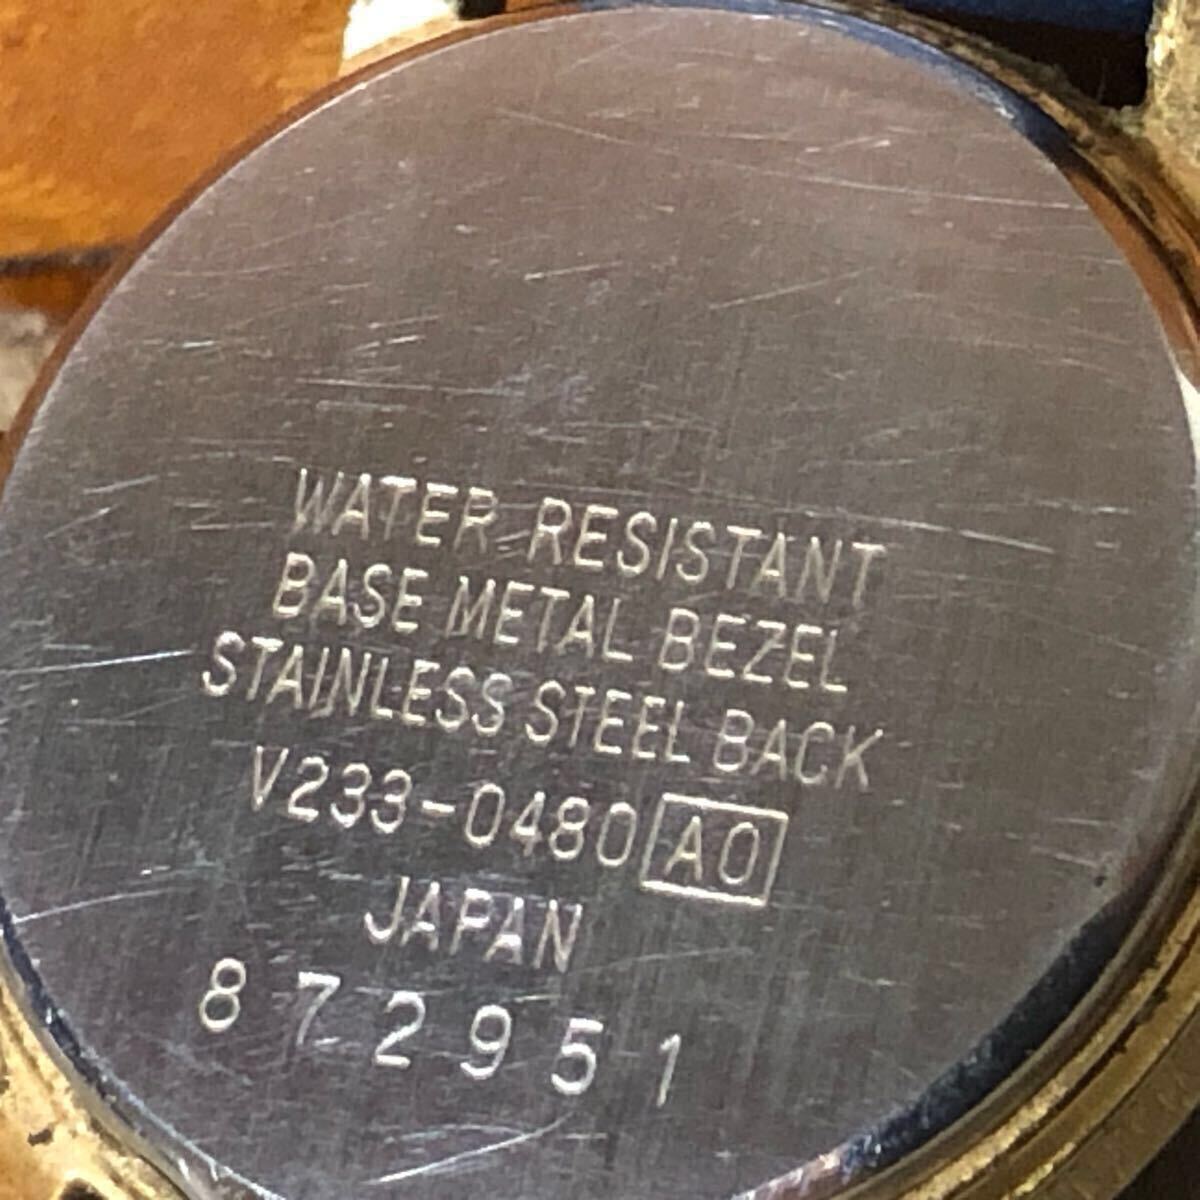 WATER RESISTANT
BASE METAL BEZEL
STAINLESS STEEL BACK
V233-0480 A0
JAPAN
872951